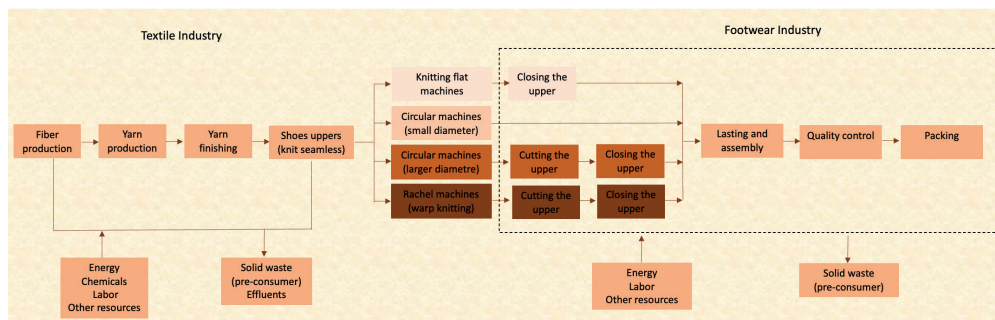 Textile Industry
Footwear Industry
Knitting flat
machines
Closing the
upper
Circular machines
(small diameter)
Fiber
production
Yarn
production
Yarn
finishing
Shoes uppers
(knit seamless)
Circular machines
(larger diametre)
Cutting the
upper
Closing the
upper
Rachel machines
(warp knitting)
Cutting the
upper
Closing the
upper
Lasting and
assembly
Quality control
Packing
Energy
Chemicals
Labor
Other resources
Solid waste
(pre-consumer)
Effluents
Energy
Labor
Other resources
Solid waste
(pre-consumer)